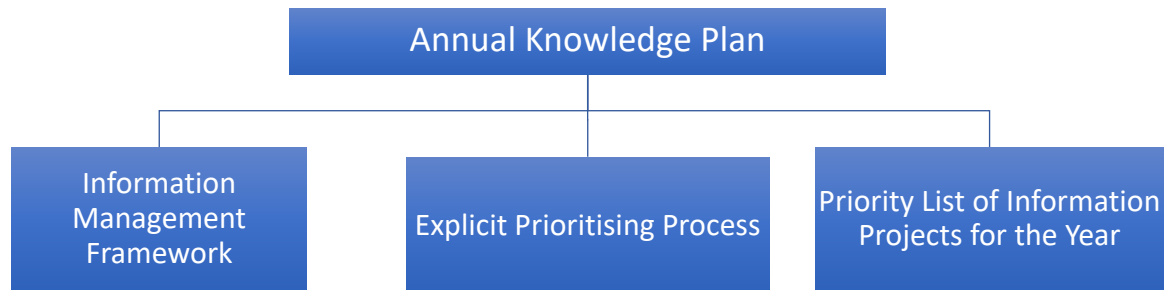 Annual Knowledge Plan
Information
Management
Framework
Explicit Prioritising Process
Priority List of Information
Projects for the Year